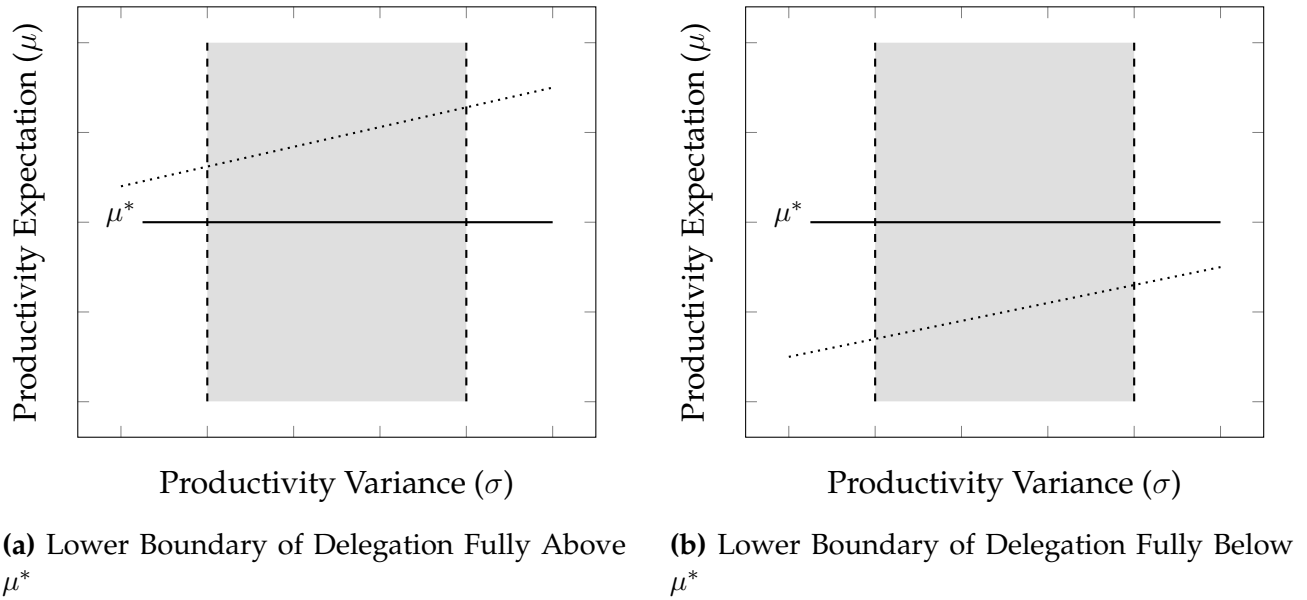 Productivity Expectation (μ)
μ*
Productivity Variance (σ)
(a) Lower Boundary of Delegation Fully Above
μ*
Productivity Expectation (μ)
μ*
Productivity Variance (σ)
(b) Lower Boundary of Delegation Fully Below
μ*